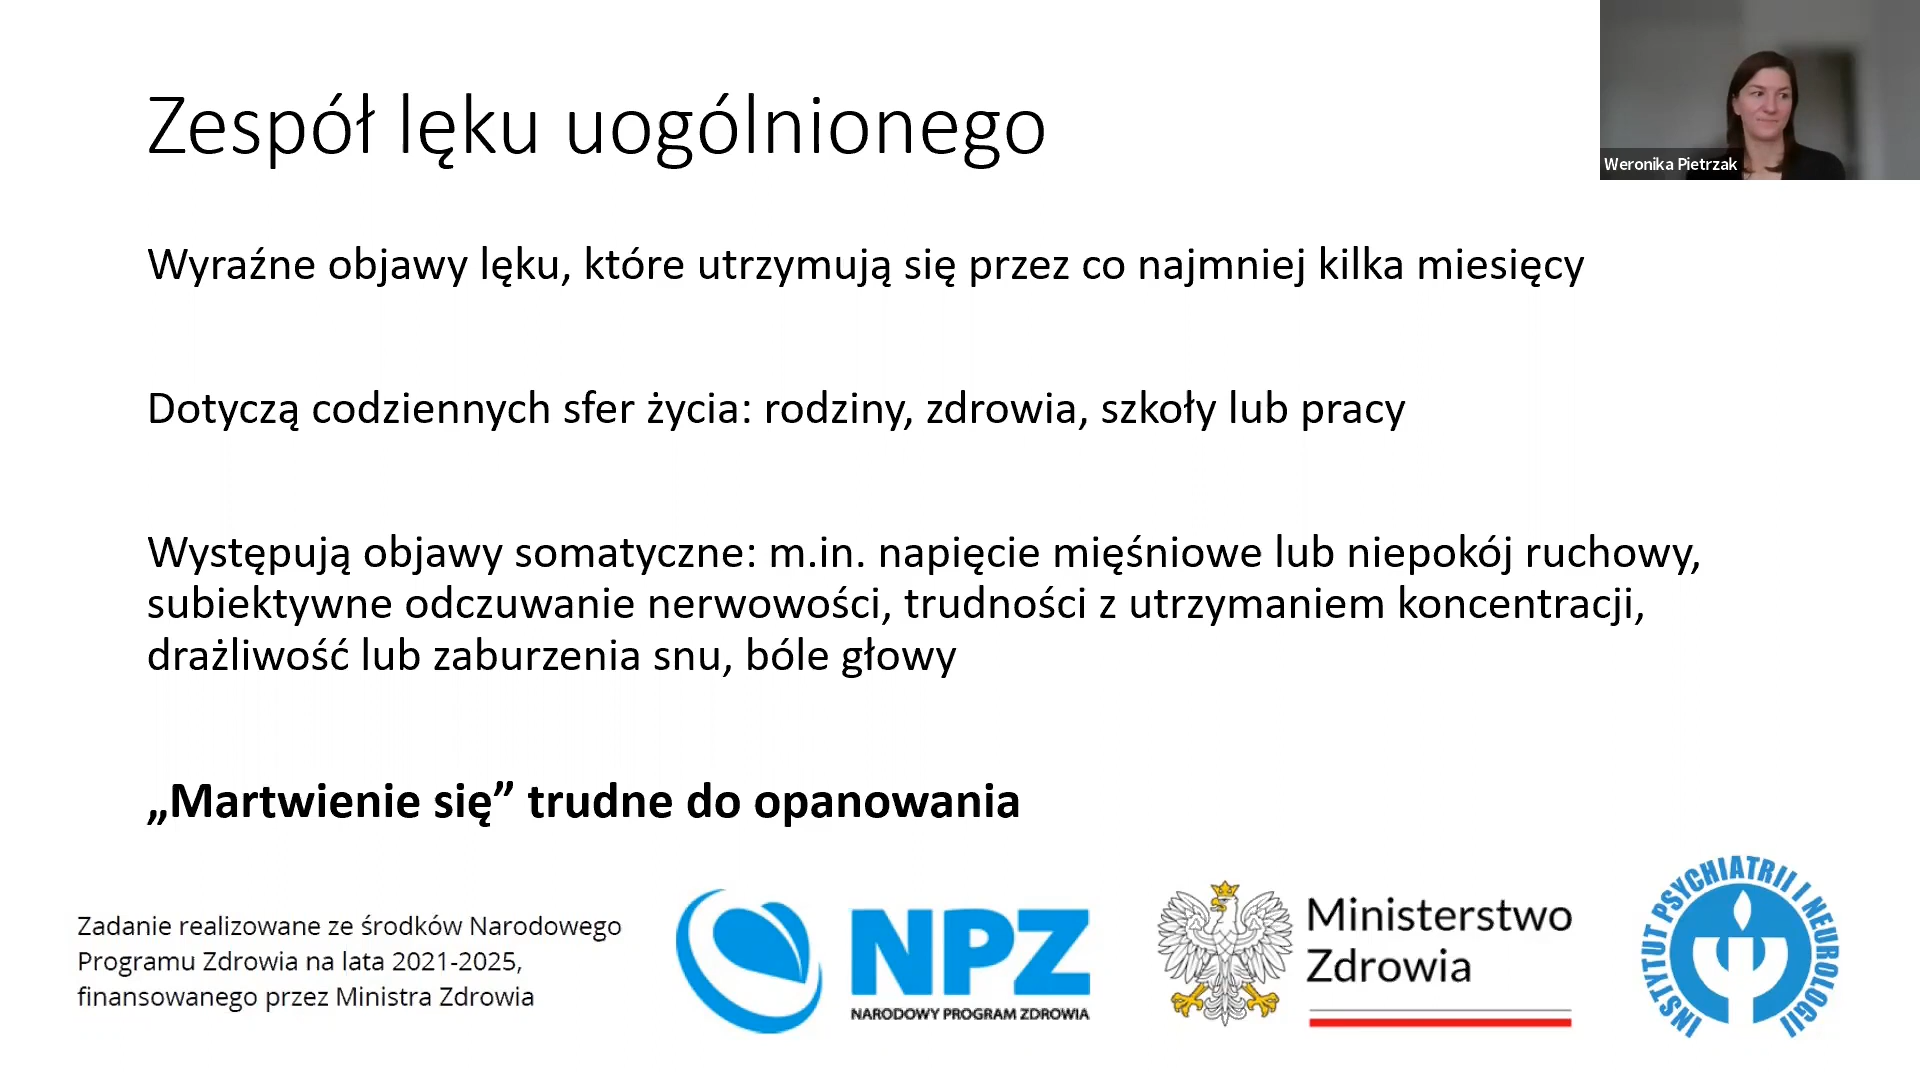 Zespół lęku uogólnionego
Weronika Pietrzak
Wyraźne objawy lęku, które utrzymują się przez co najmniej kilka miesięcy
Dotyczą codziennych sfer życia: rodziny, zdrowia, szkoły lub pracy
Występują objawy somatyczne: m.in. napięcie mięśniowe lub niepokój ruchowy,
subiektywne odczuwanie nerwowości, trudności z utrzymaniem koncentracji,
drażliwość lub zaburzenia snu, bóle głowy
„Martwienie się” trudne do opanowania
Zadanie realizowane ze środków Narodowego
Programu Zdrowia na lata 2021-2025,
finansowanego przez Ministra Zdrowia
NPZ
NARODOWY PROGRAM ZDROWIA
Ministerstwo
Zdrowia
INSTYTUT PSYCHIATRII I NEUROLOGII